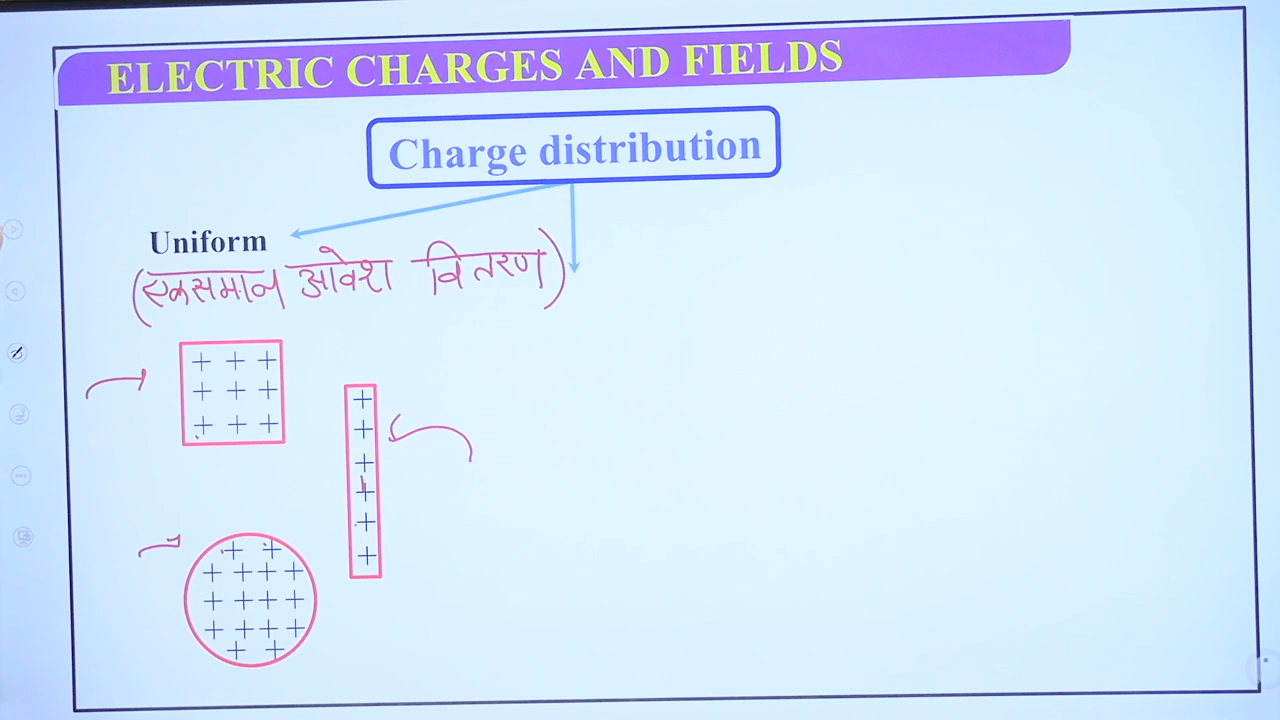 ELECTRIC CHARGES AND FIELDS
Charge distribution
Uniform
(एकसमान आवेश वितरण)
+ + +
+ + +
+ + +
+
+
+
+
+
+
+ +
+ + + +
+ + + +
+ + + +
+ +